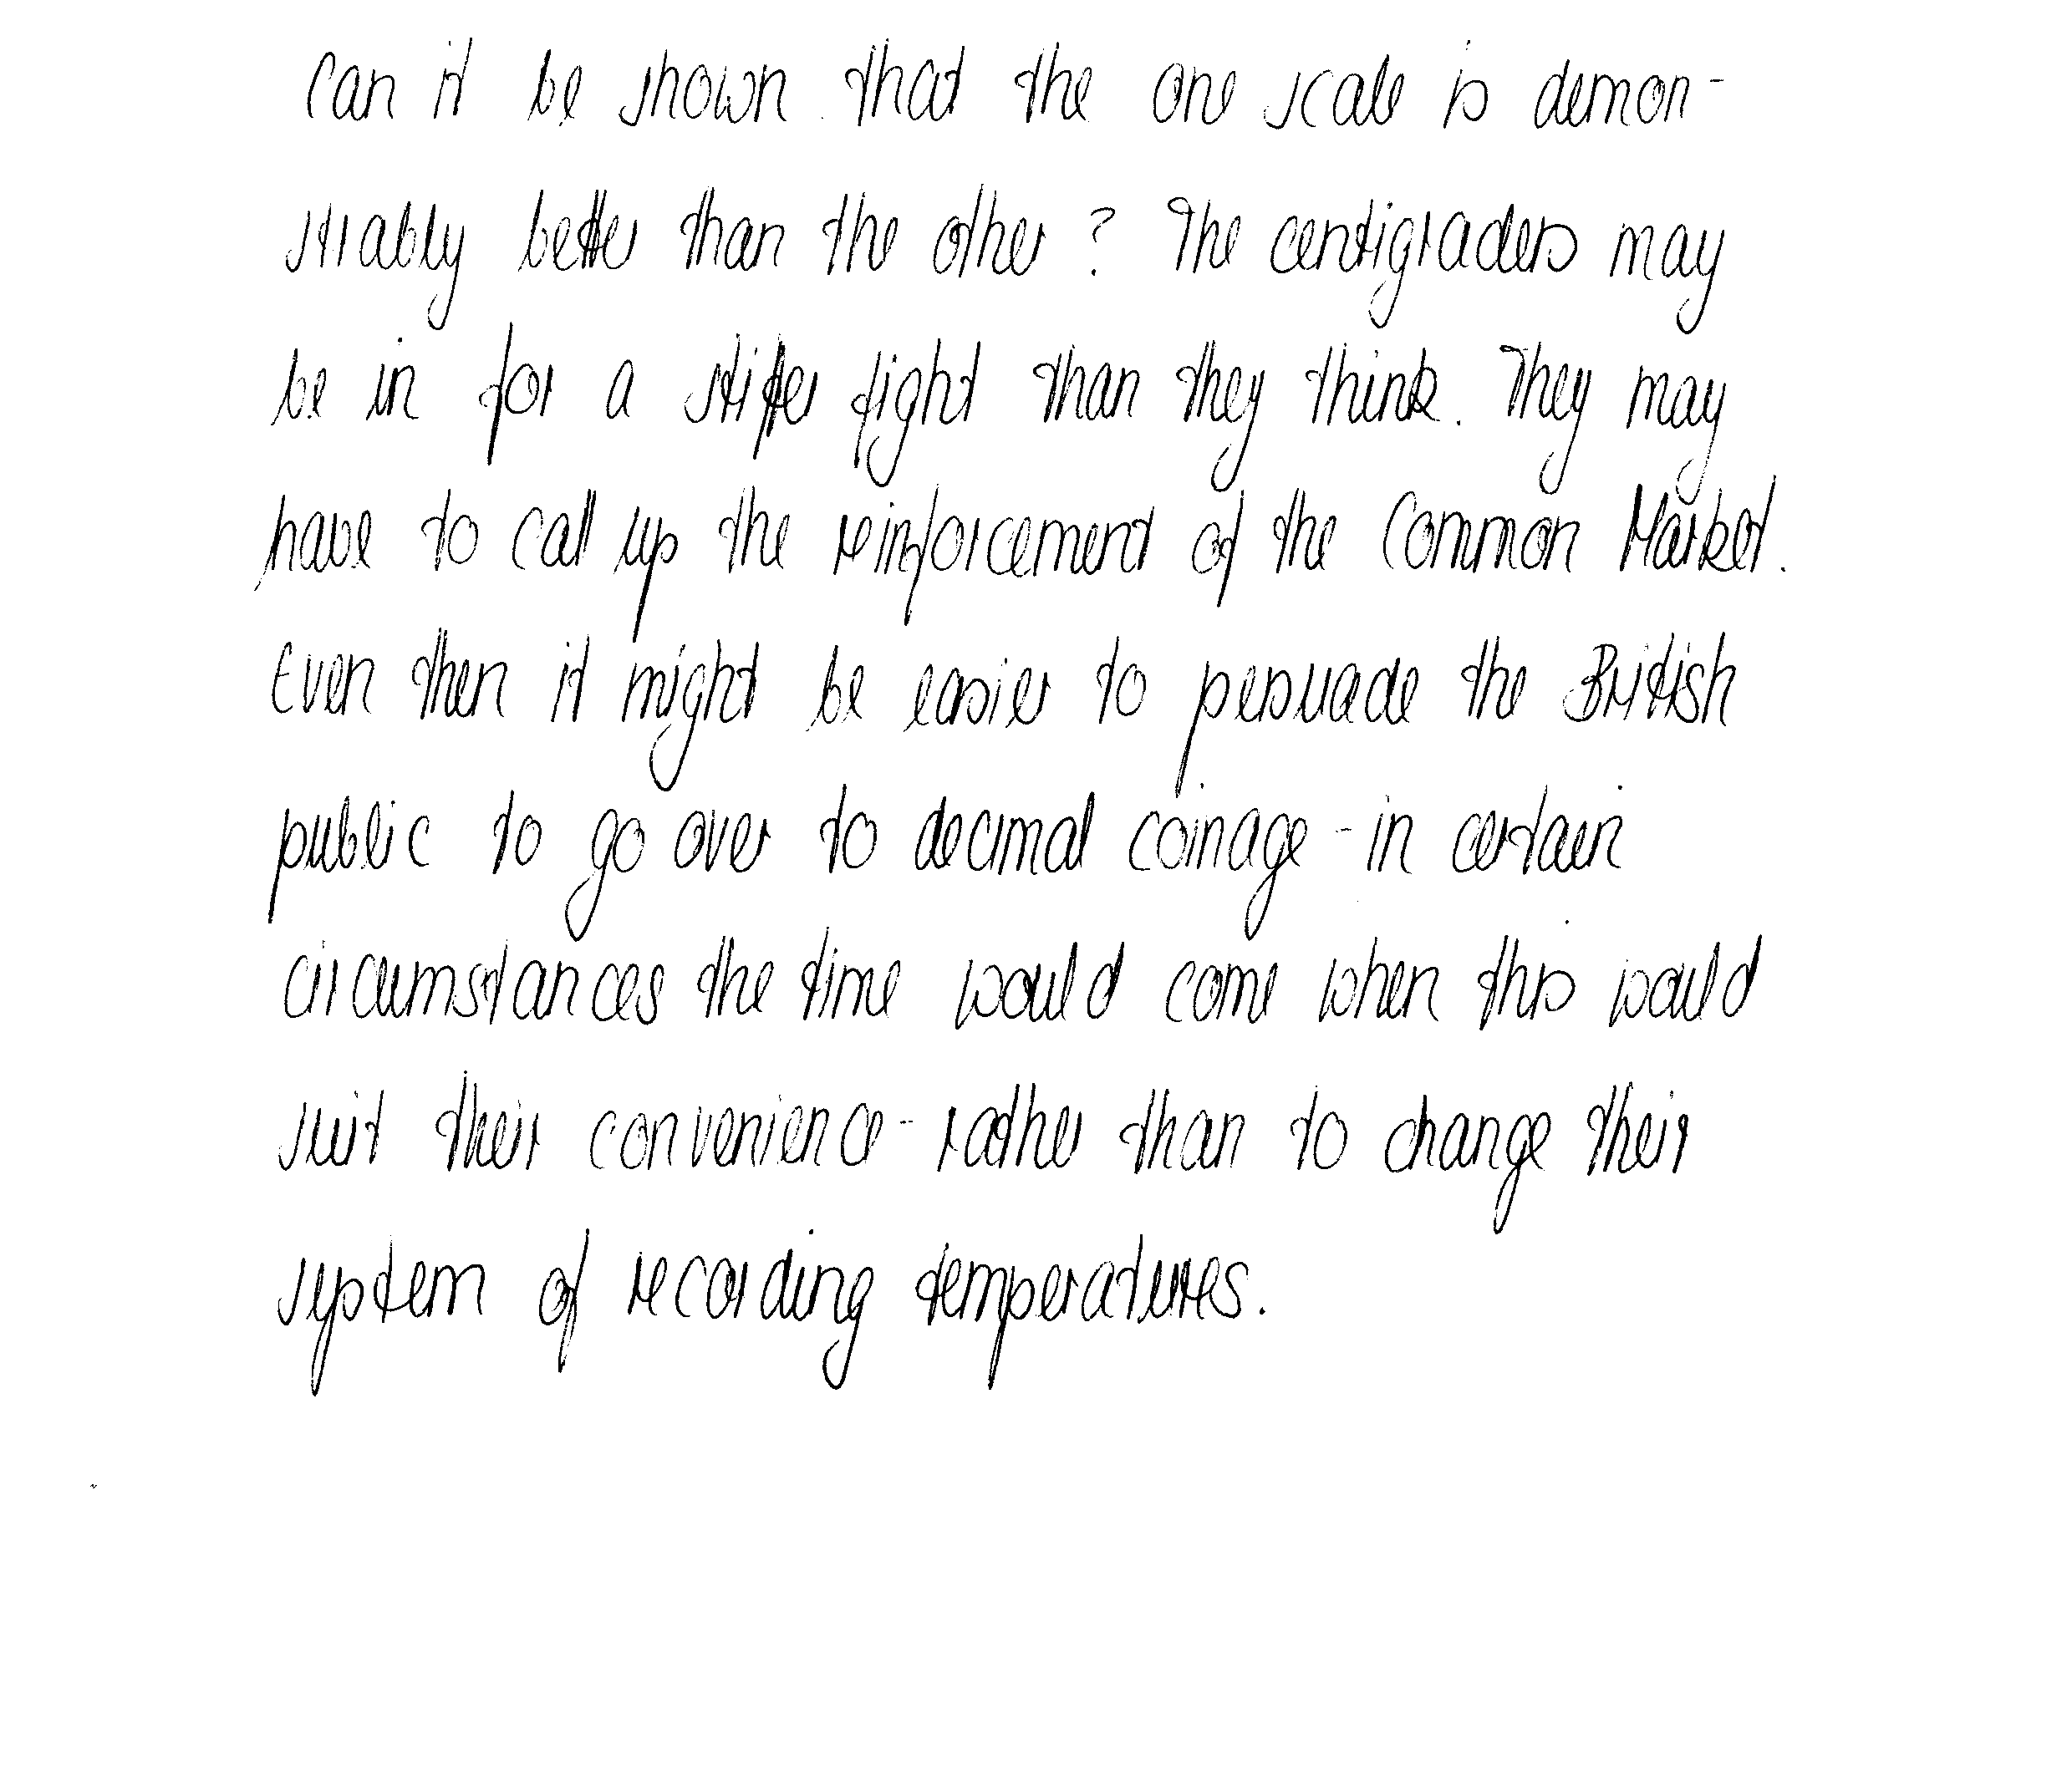 Can it be shown that the one scale is demon-
strably better than the other? The centigraders may
be in for a stiffer fight than they think. They may
have to call up the reinforcement of the Common Market.
Even then it might be easier to persuade the British
public to go over to decimal coinage - in certain
circumstances the time would come when this would
suit their convenience - rather than to change their
system of recording temperatures.